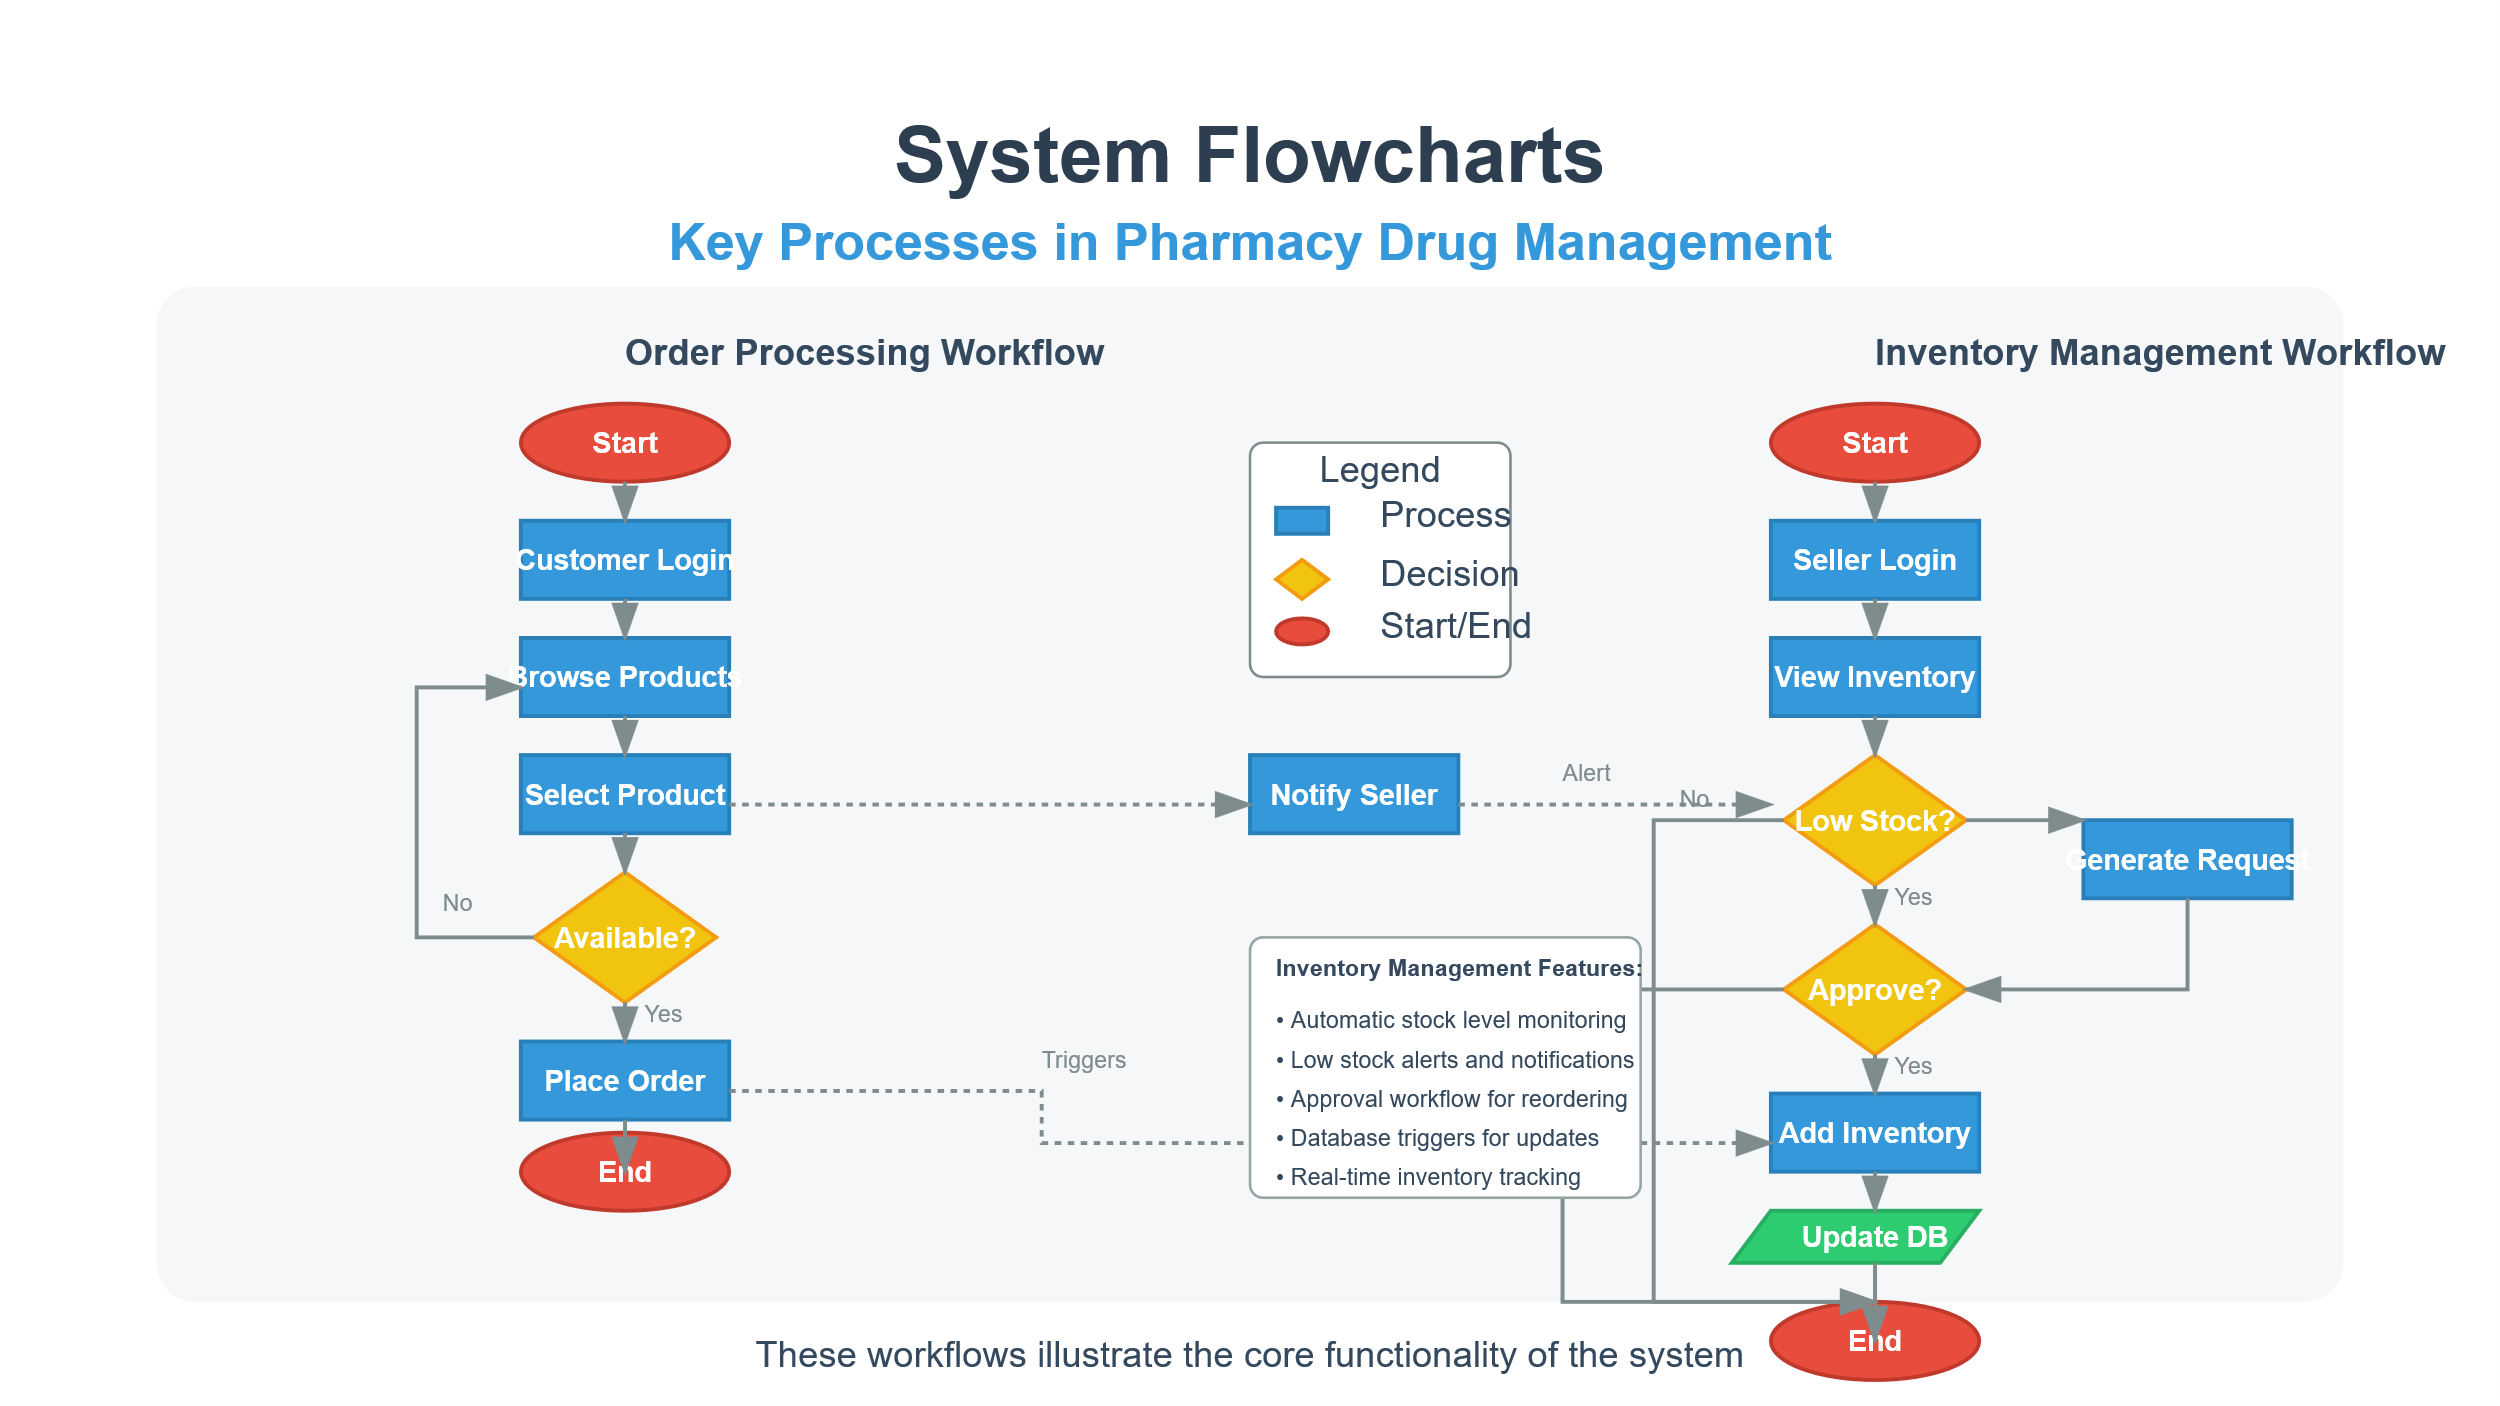 System Flowcharts
Key Processes in Pharmacy Drug Management
Order Processing Workflow
Start
Customer Login
Browse Products
Select Product
Available?
No
Yes
Place Order
End
Legend
Process
Decision
Start/End
Notify Seller
Alert
Triggers
Inventory Management Features:
• Automatic stock level monitoring
• Low stock alerts and notifications
• Approval workflow for reordering
• Database triggers for updates
• Real-time inventory tracking
Inventory Management Workflow
Start
Seller Login
View Inventory
No
Low Stock?
Generate Request
Yes
Approve?
Yes
Add Inventory
Update DB
End
These workflows illustrate the core functionality of the system